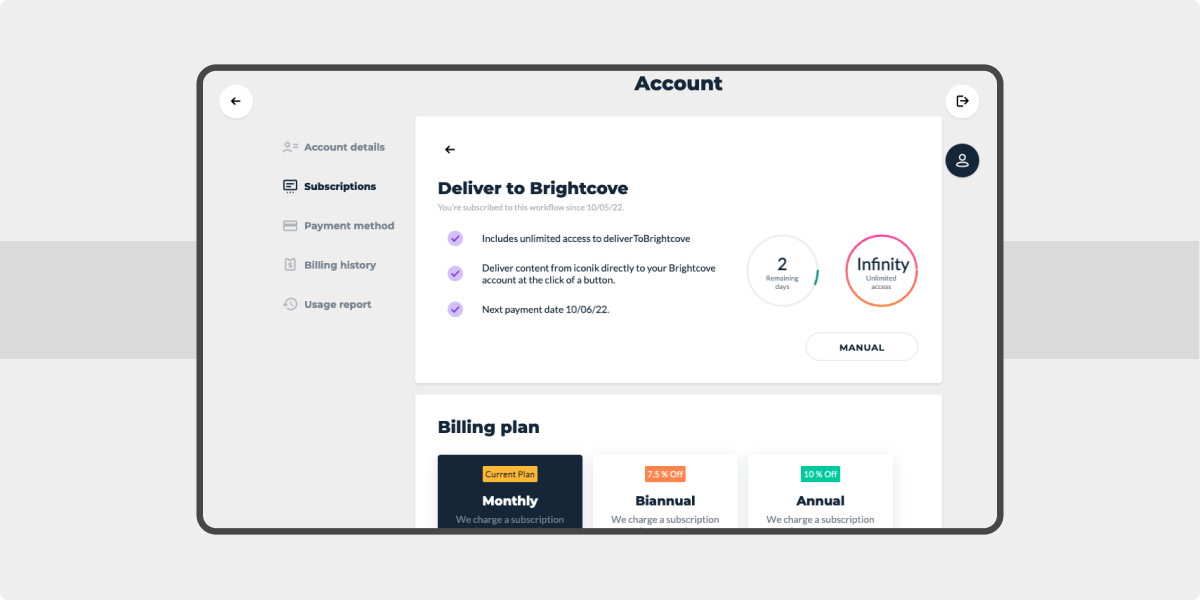 Account
Account details
Subscriptions
Payment method
Billing history
Usage report
Deliver to Brightcove
You're subscribed to this workflow since 10/05/22.
Includes unlimited access to deliverToBrightcove
Deliver content from iconik directly to your Brightcove
account at the click of a button.
Next payment date 10/06/22.
2
Remaining
days
Infinity
Unlimited
access
MANUAL
Billing plan
Current Plan
Monthly
We charge a subscription
7.5 % Off
Biannual
We charge a subscription
10 % Off
Annual
We charge a subscription